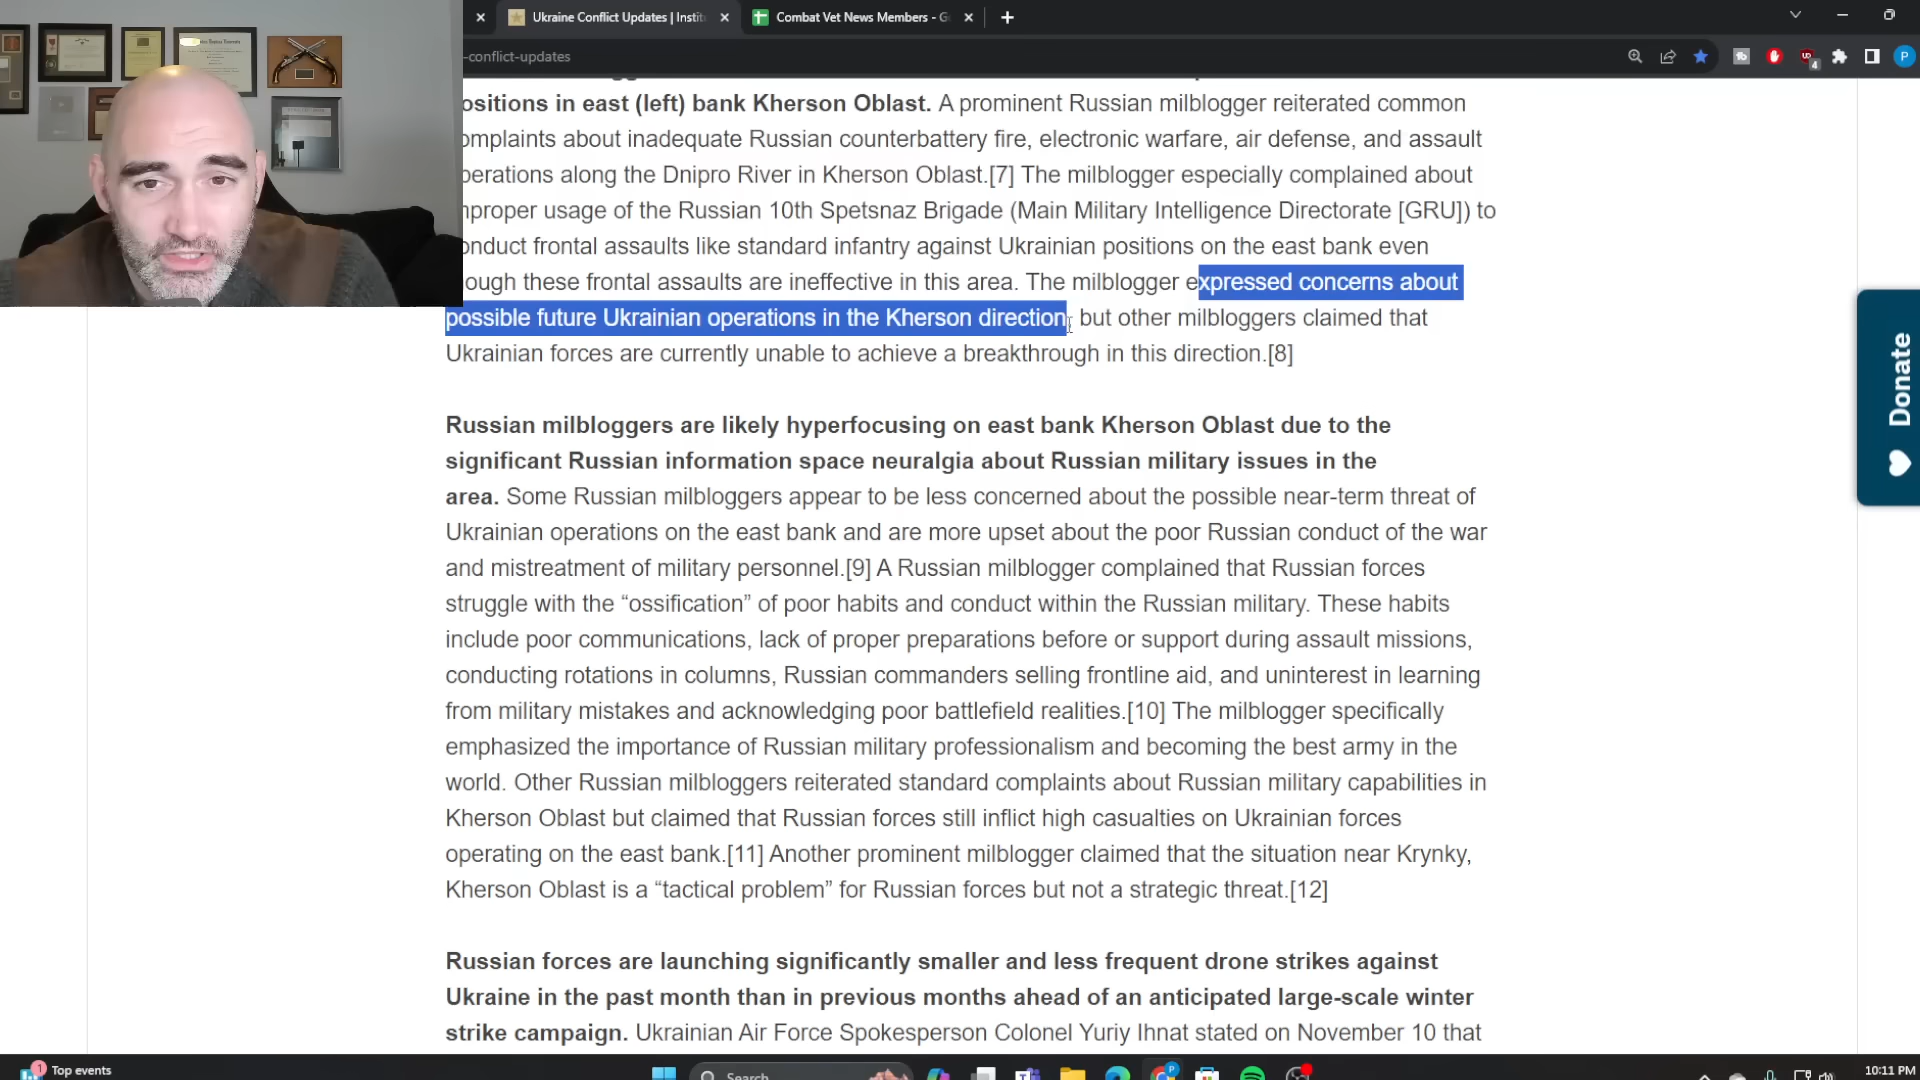 Ukraine Conflict Updates | Instit
Combat Vet News Members - G
-conflict-updates
4
P
ositions in east (left) bank Kherson Oblast. A prominent Russian milblogger reiterated common
omplaints about inadequate Russian counterbattery fire, electronic warfare, air defense, and assault
perations along the Dnipro River in Kherson Oblast.[7] The milblogger especially complained about
mproper usage of the Russian 10th Spetsnaz Brigade (Main Military Intelligence Directorate [GRU]) to
onduct frontal assaults like standard infantry against Ukrainian positions on the east bank even
hough these frontal assaults are ineffective in this area. The milblogger expressed concerns about
possible future Ukrainian operations in the Kherson direction, but other milbloggers claimed that
Ukrainian forces are currently unable to achieve a breakthrough in this direction.[8]
Donate
Russian milbloggers are likely hyperfocusing on east bank Kherson Oblast due to the
significant Russian information space neuralgia about Russian military issues in the
area. Some Russian milbloggers appear to be less concerned about the possible near-term threat of
Ukrainian operations on the east bank and are more upset about the poor Russian conduct of the war
and mistreatment of military personnel.[9] A Russian milblogger complained that Russian forces
struggle with the “ossification” of poor habits and conduct within the Russian military. These habits
include poor communications, lack of proper preparations before or support during assault missions,
conducting rotations in columns, Russian commanders selling frontline aid, and uninterest in learning
from military mistakes and acknowledging poor battlefield realities.[10] The milblogger specifically
emphasized the importance of Russian military professionalism and becoming the best army in the
world. Other Russian milbloggers reiterated standard complaints about Russian military capabilities in
Kherson Oblast but claimed that Russian forces still inflict high casualties on Ukrainian forces
operating on the east bank.[11] Another prominent milblogger claimed that the situation near Krynky,
Kherson Oblast is a “tactical problem” for Russian forces but not a strategic threat.[12]
Russian forces are launching significantly smaller and less frequent drone strikes against
Ukraine in the past month than in previous months ahead of an anticipated large-scale winter
strike campaign. Ukrainian Air Force Spokesperson Colonel Yuriy Ihnat stated on November 10 that
1
Top events
Search
P
10:11 PM